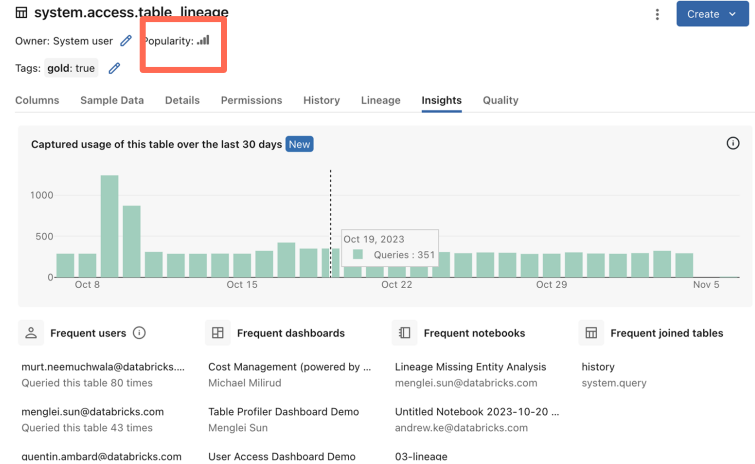 system.access.table_lineage
Create
Owner: System user
Popularity:
Tags: gold: true
Columns Sample Data Details Permissions History Lineage Insights Quality
Captured usage of this table over the last 30 days New
1000
500
0
Oct 19, 2023
Queries : 351
Oct 8 Oct 15 Oct 22 Oct 29 Nov 5
Frequent users Frequent dashboards Frequent notebooks Frequent joined tables
murt.neemuchwala@databricks.... Cost Management (powered by ... Lineage Missing Entity Analysis history
Queried this table 80 times Michael Milirud menglei.sun@databricks.com system.query
menglei.sun@databricks.com Table Profiler Dashboard Demo Untitled Notebook 2023-10-20 ...
Queried this table 43 times Menglei Sun andrew.ke@databricks.com
quentin.ambard@databricks.com User Access Dashboard Demo 03-lineage